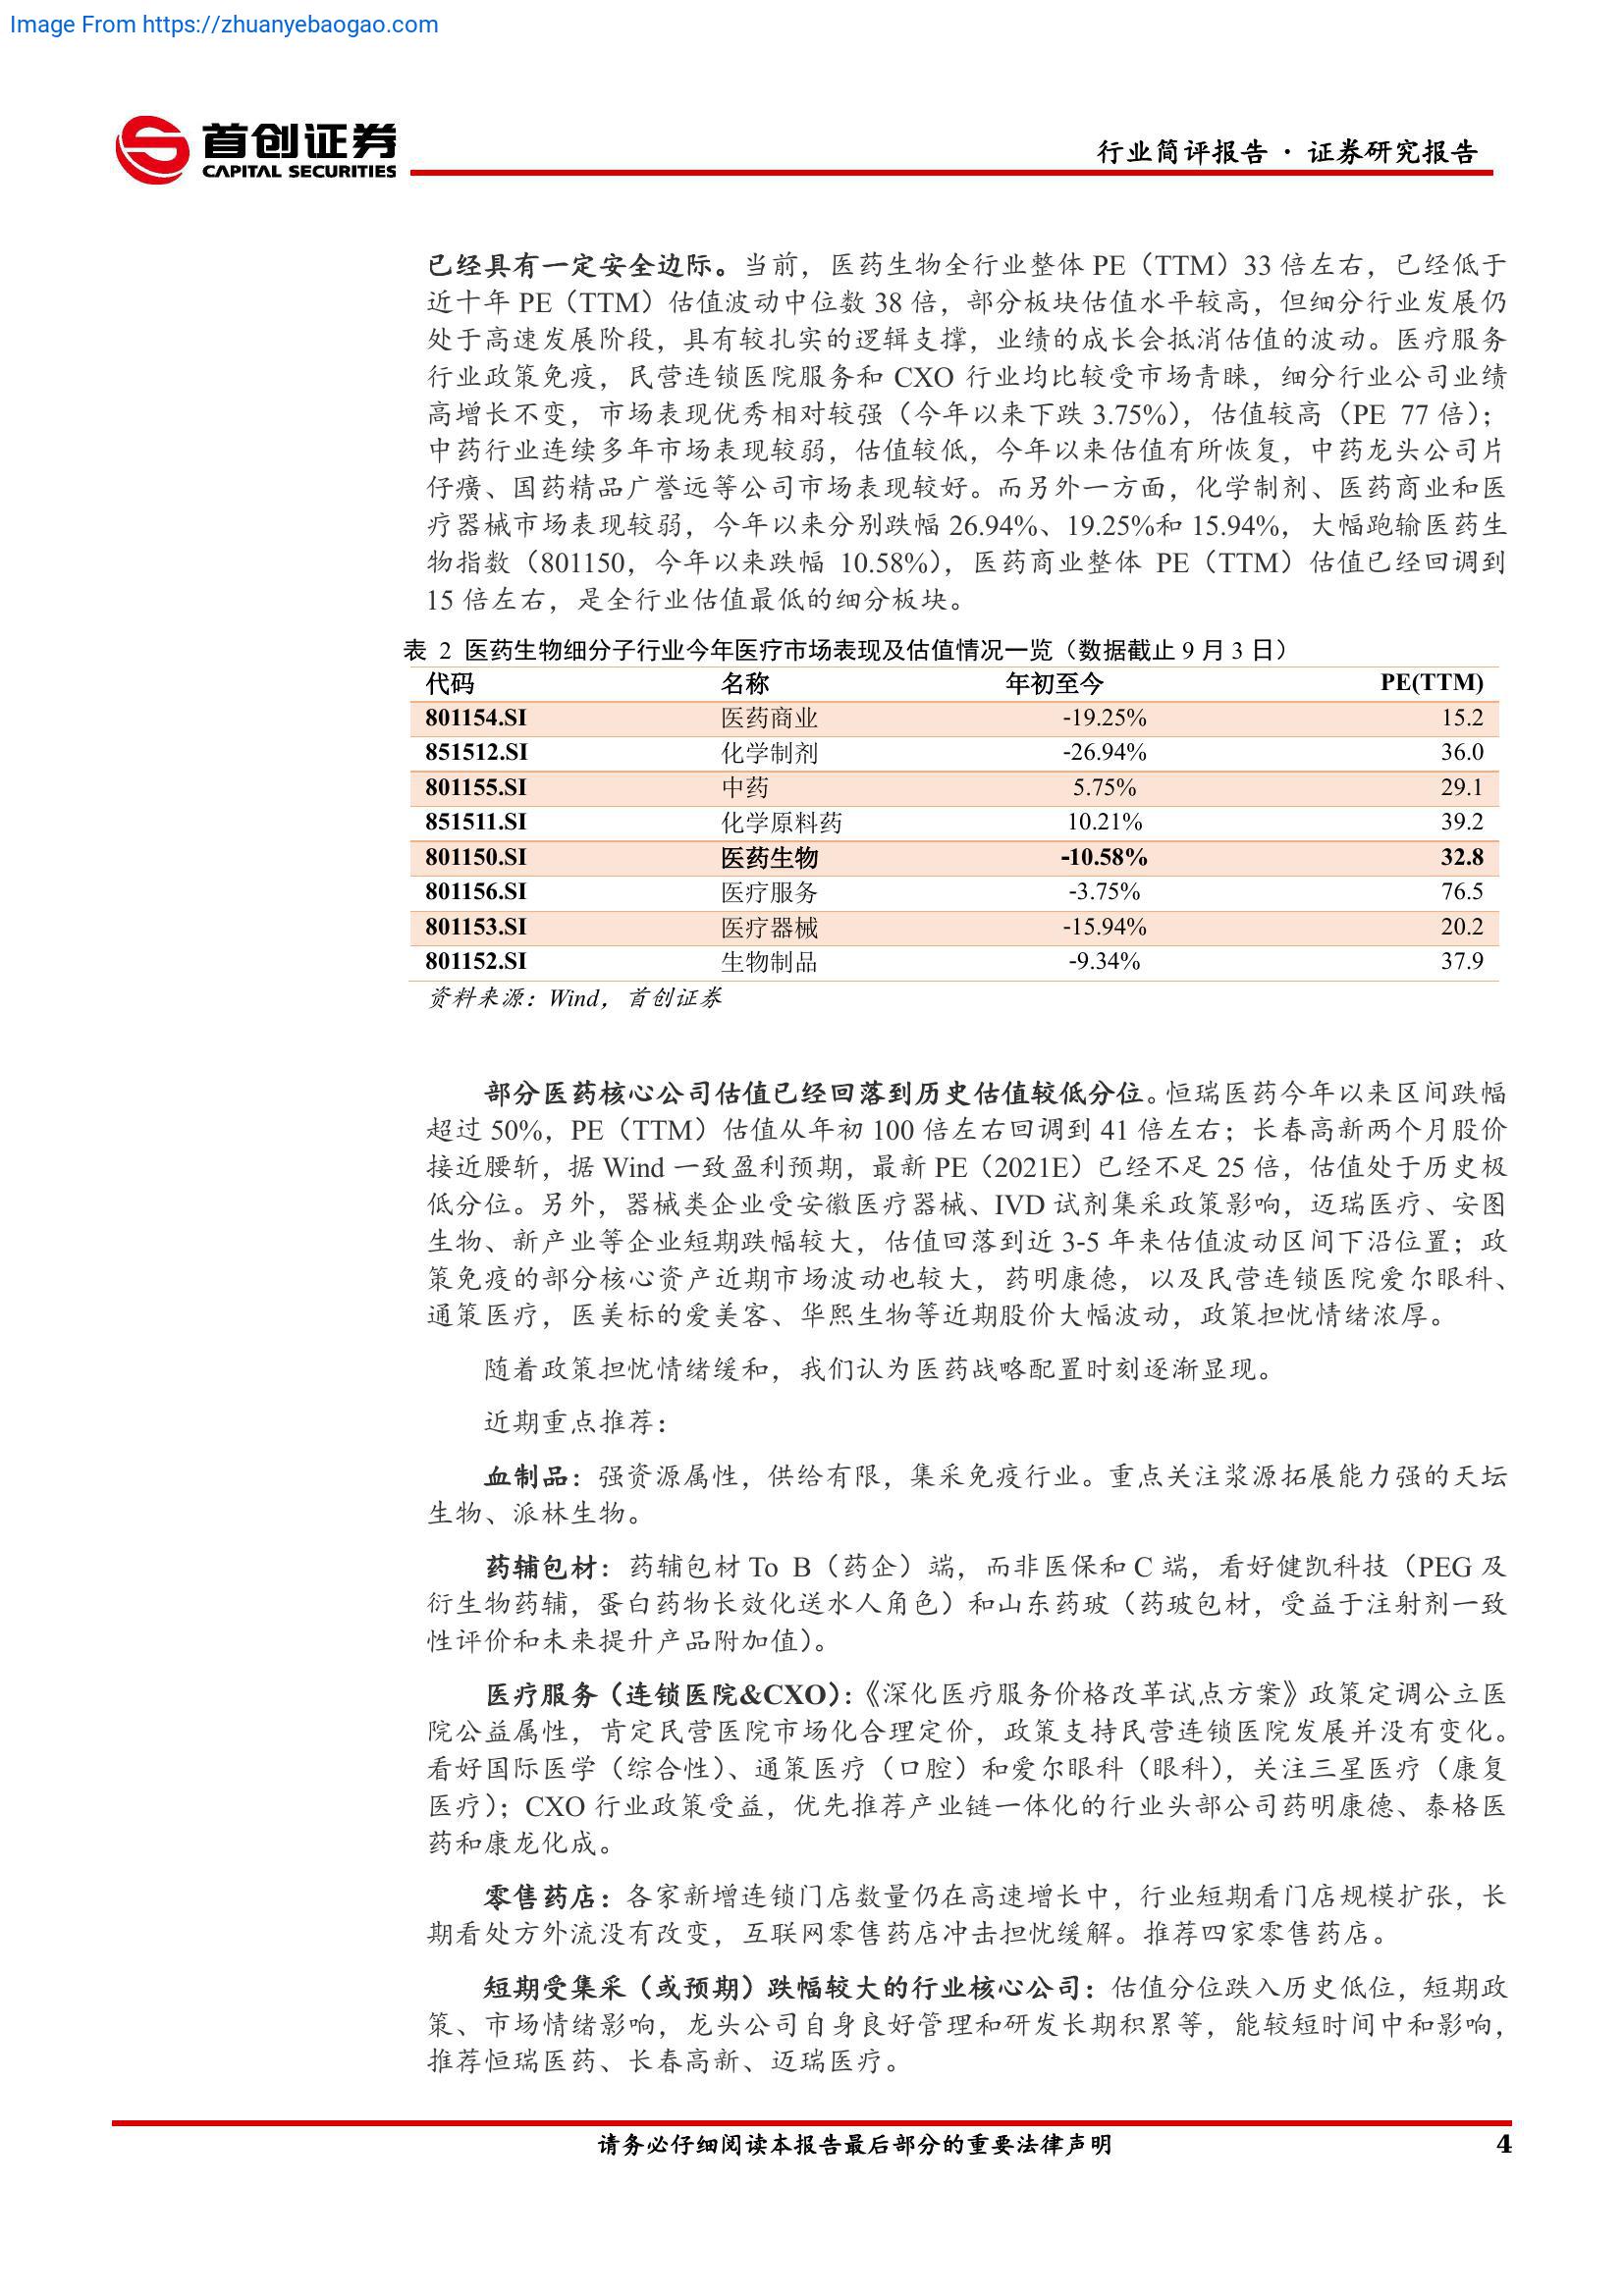 Image From https://zhuanyebaogao.com
首创证券
CAPITAL SECURITIES
行业简评报告 · 证券研究报告
已经具有一定安全边际。当前，医药生物全行业整体 PE（TTM）33 倍左右，已经低于
近十年 PE（TTM）估值波动中位数 38 倍，部分板块估值水平较高，但细分行业发展仍
处于高速发展阶段，具有较扎实的逻辑支撑，业绩的成长会抵消估值的波动。医疗服务
行业政策免疫，民营连锁医院服务和 CXO 行业均比较受市场青睐，细分行业公司业绩
高增长不变，市场表现优秀相对较强（今年以来下跌 3.75%），估值较高（PE 77 倍）；
中药行业连续多年市场表现较弱，估值较低，今年以来估值有所恢复，中药龙头公司片
仔癀、国药精品广誉远等公司市场表现较好。而另外一方面，化学制剂、医药商业和医
疗器械市场表现较弱，今年以来分别跌幅 26.94%、19.25%和 15.94%，大幅跑输医药生
物指数（801150，今年以来跌幅 10.58%），医药商业整体 PE（TTM）估值已经回调到
15 倍左右，是全行业估值最低的细分板块。
表 2 医药生物细分子行业今年医疗市场表现及估值情况一览（数据截止 9 月 3 日）
代码 名称 年初至今 PE(TTM)
801154.SI 医药商业 -19.25% 15.2
851512.SI 化学制剂 -26.94% 36.0
801155.SI 中药 5.75% 29.1
851511.SI 化学原料药 10.21% 39.2
801150.SI 医药生物 -10.58% 32.8
801156.SI 医疗服务 -3.75% 76.5
801153.SI 医疗器械 -15.94% 20.2
801152.SI 生物制品 -9.34% 37.9
资料来源：Wind，首创证券
部分医药核心公司估值已经回落到历史估值较低分位。恒瑞医药今年以来区间跌幅
超过 50%，PE（TTM）估值从年初 100 倍左右回调到 41 倍左右；长春高新两个月股价
接近腰斩，据 Wind 一致盈利预期，最新 PE（2021E）已经不足 25 倍，估值处于历史极
低分位。另外，器械类企业受安徽医疗器械、IVD 试剂集采政策影响，迈瑞医疗、安图
生物、新产业等企业短期跌幅较大，估值回落到近 3-5 年来估值波动区间下沿位置；政
策免疫的部分核心资产近期市场波动也较大，药明康德，以及民营连锁医院爱尔眼科、
通策医疗，医美标的爱美客、华熙生物等近期股价大幅波动，政策担忧情绪浓厚。
随着政策担忧情绪缓和，我们认为医药战略配置时刻逐渐显现。
近期重点推荐：
血制品：强资源属性，供给有限，集采免疫行业。重点关注浆源拓展能力强的天坛
生物、派林生物。
药辅包材：药辅包材 To B（药企）端，而非医保和 C 端，看好健凯科技（PEG 及
衍生物药辅，蛋白药物长效化送水人角色）和山东药玻（药玻包材，受益于注射剂一致
性评价和未来提升产品附加值）。
医疗服务（连锁医院&CXO）：《深化医疗服务价格改革试点方案》政策定调公立医
院公益属性，肯定民营医院市场化合理定价，政策支持民营连锁医院发展并没有变化。
看好国际医学（综合性）、通策医疗（口腔）和爱尔眼科（眼科），关注三星医疗（康复
医疗）；CXO 行业政策受益，优先推荐产业链一体化的行业头部公司药明康德、泰格医
药和康龙化成。
零售药店：各家新增连锁门店数量仍在高速增长中，行业短期看门店规模扩张，长
期看处方外流没有改变，互联网零售药店冲击担忧缓解。推荐四家零售药店。
短期受集采（或预期）跌幅较大的行业核心公司：估值分位跌入历史低位，短期政
策、市场情绪影响，龙头公司自身良好管理和研发长期积累等，能较短时间中和影响，
推荐恒瑞医药、长春高新、迈瑞医疗。
请务必仔细阅读本报告最后部分的重要法律声明 4